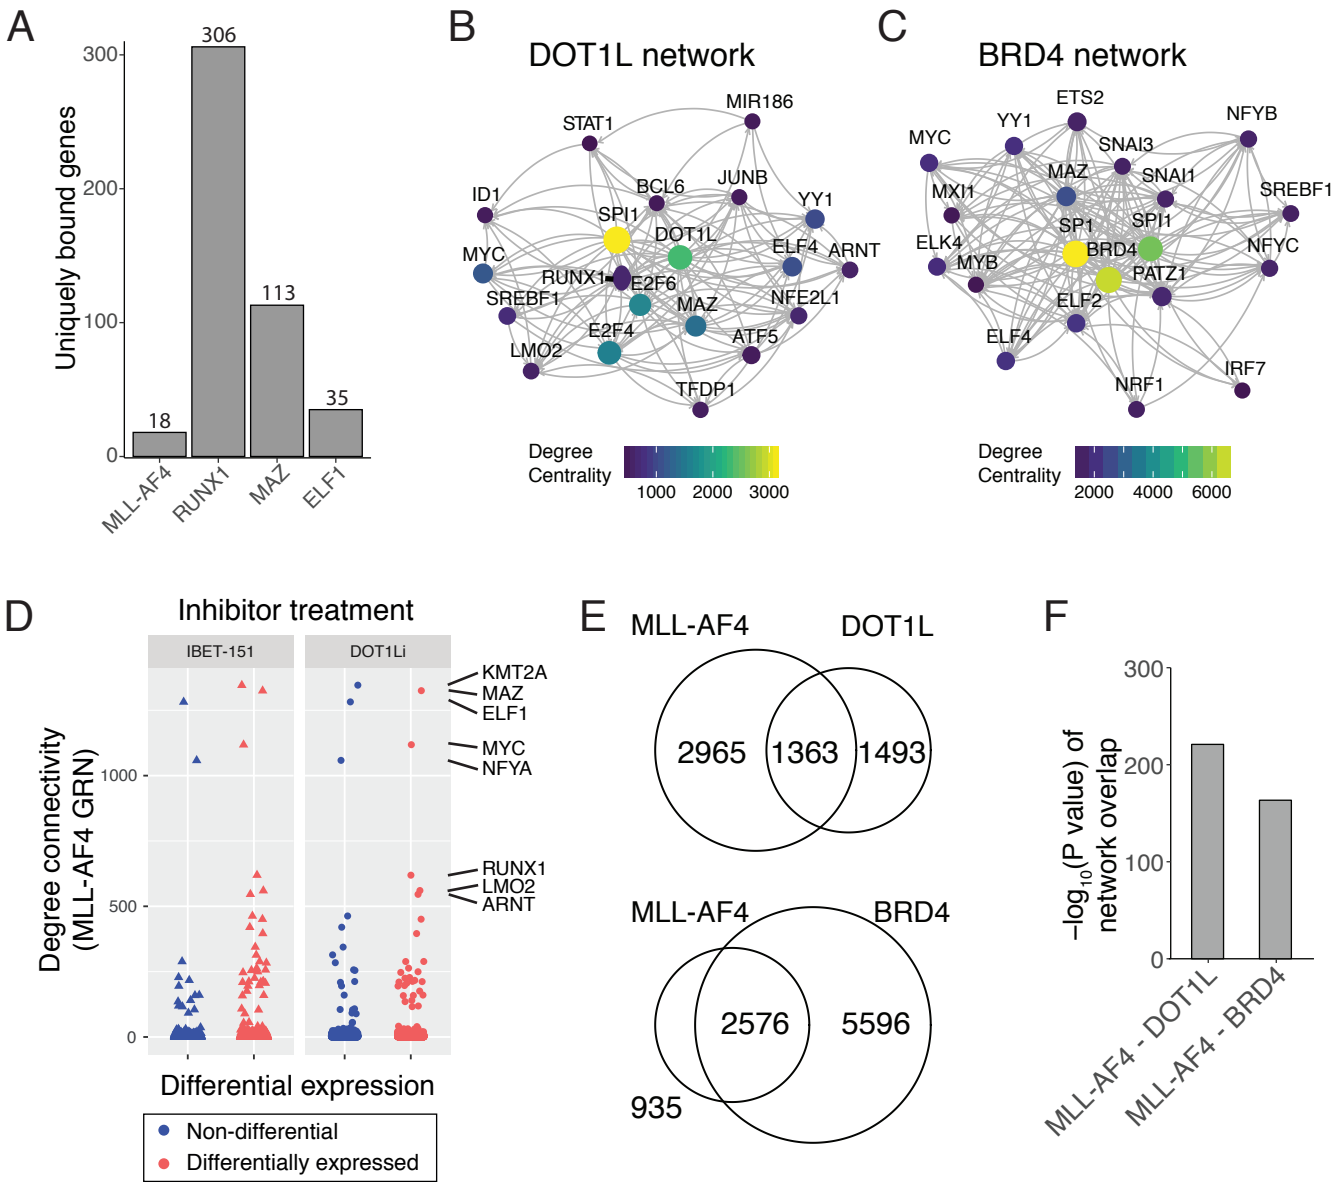 A
Uniquely bound genes
300
200
100
0
306
113
35
18
MLL-AF4
RUNX1
MAZ
ELF1
B
DOT1L network
MIR186
STAT1
BCL6
JUNB
ID1
SPI1
DOT1L
YY1
MYC
RUNX1
E2F6
ELF4
ARNT
SREBF1
MAZ
NFE2L1
E2F4
LMO2
ATF5
TFDP1
Degree
Centrality
1000 2000 3000
C
BRD4 network
ETS2
YY1
NFYB
MYC
SNAI3
MAZ
SNAI1
MXI1
SREBF1
SP1
SPI1
ELK4
BRD4
NFYC
MYB
PATZ1
ELF2
ELF4
IRF7
NRF1
Degree
Centrality
2000 4000 6000
D
Inhibitor treatment
IBET-151
DOT1Li
Degree connectivity
(MLL-AF4 GRN)
1000
500
0
KMT2A
MAZ
ELF1
MYC
NFYA
RUNX1
LMO2
ARNT
Differential expression
Non-differential
Differentially expressed
E
MLL-AF4
DOT1L
2965 1363 1493
MLL-AF4
BRD4
2576 5596
935
F
−log10(P value) of
network overlap
300
200
100
0
MLL-AF4 - DOT1L
MLL-AF4 - BRD4